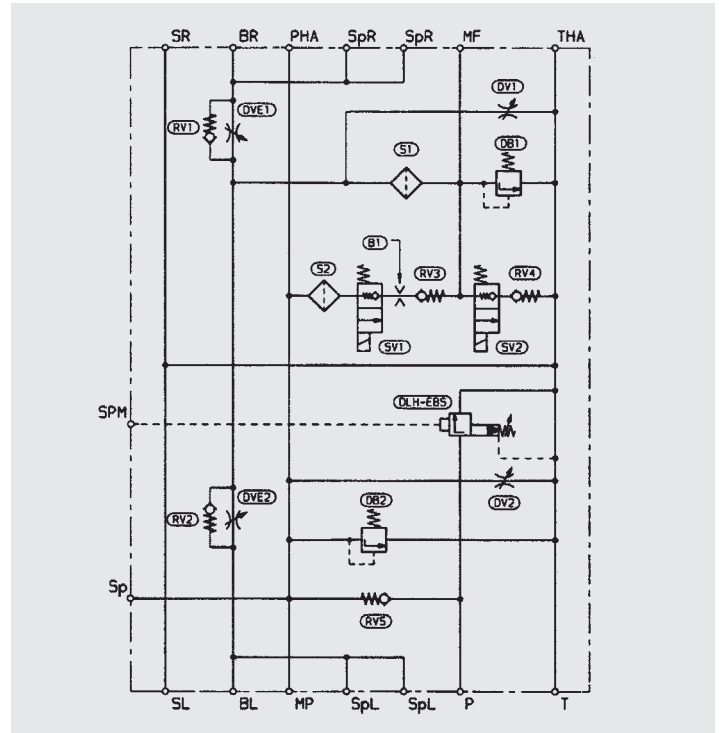 SR BR PHA SpR SpR MF THA
DV1
DVE1
RV1
S1
DB1
B1
S2
RV3
RV4
SV1
SV2
DLH-EBS
SPM
DV2
DVE2
DB2
RV2
Sp
RV5
SL BL MP SpL SpL P T